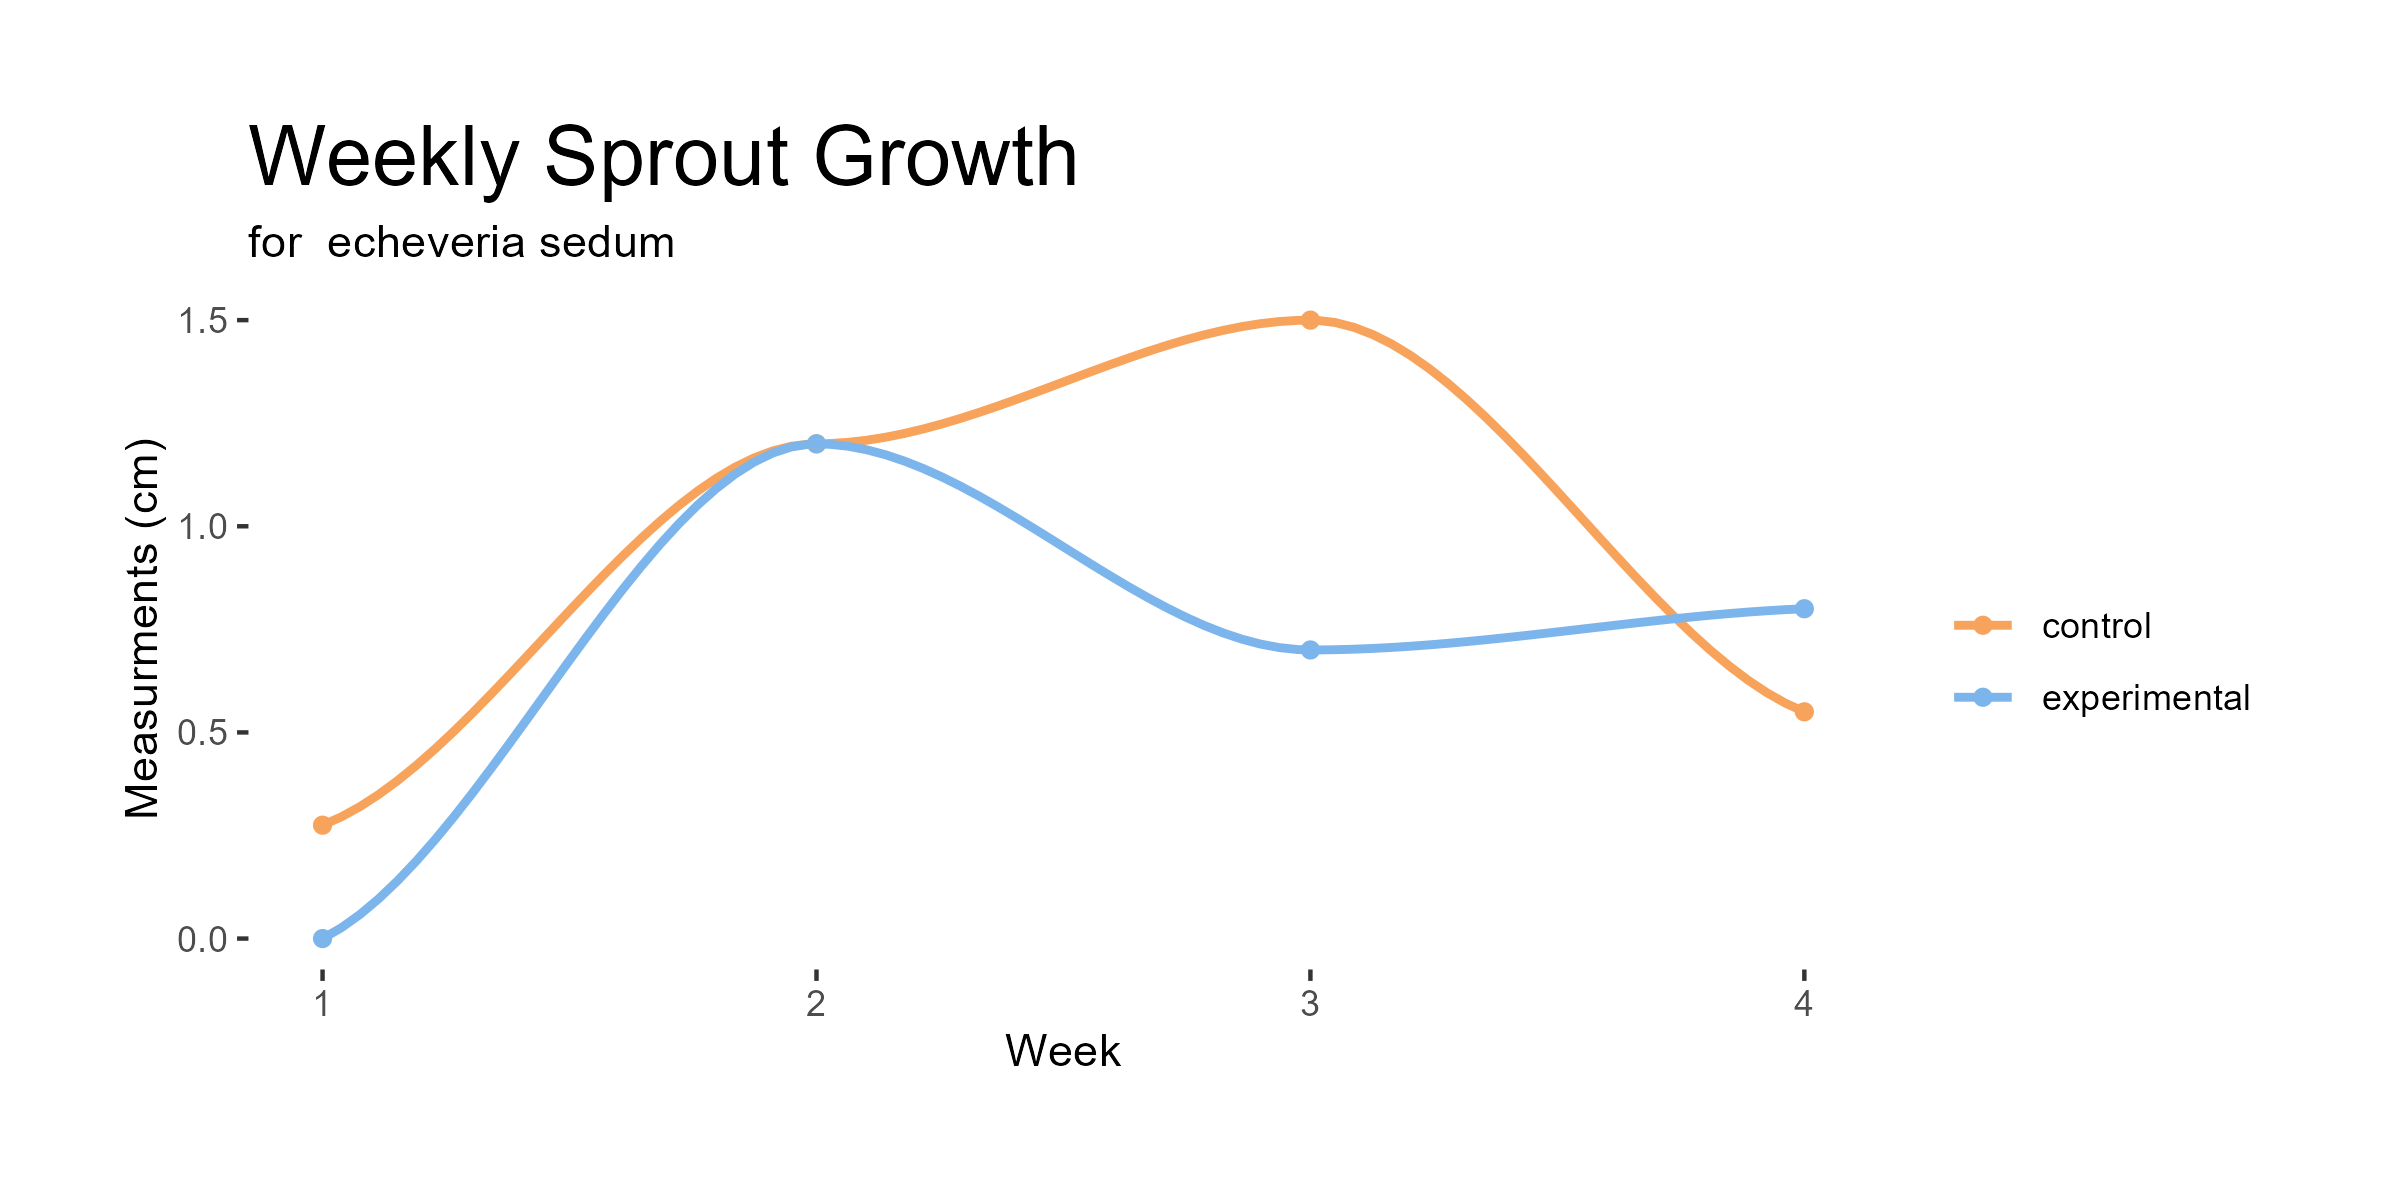 Weekly Sprout Growth
for  echeveria sedum
Measurments (cm)
1.5
1.0
0.5
0.0
1 2 3 4
Week
control
experimental